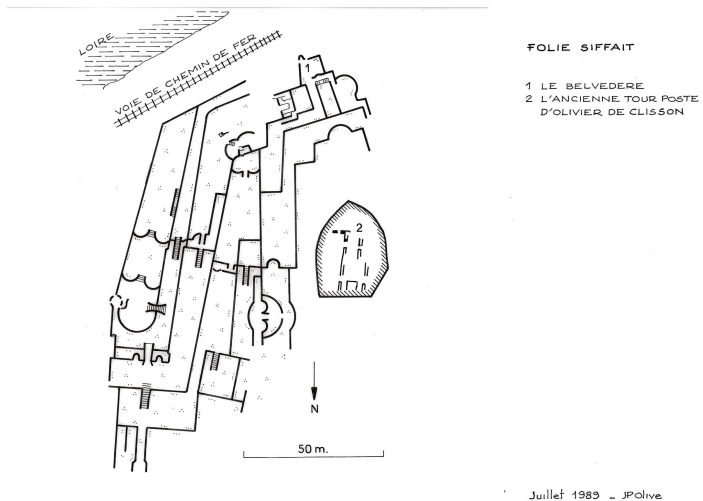 LOIRE
VOIE DE CHEMIN DE FER
1
2
N
50 m.
FOLIE SIFFAIT
1 LE BELVEDERE
2 L'ANCIENNE TOUR POSTE
D'OLIVIER DE CLISSON
Juillet 1989 _ JPOlive